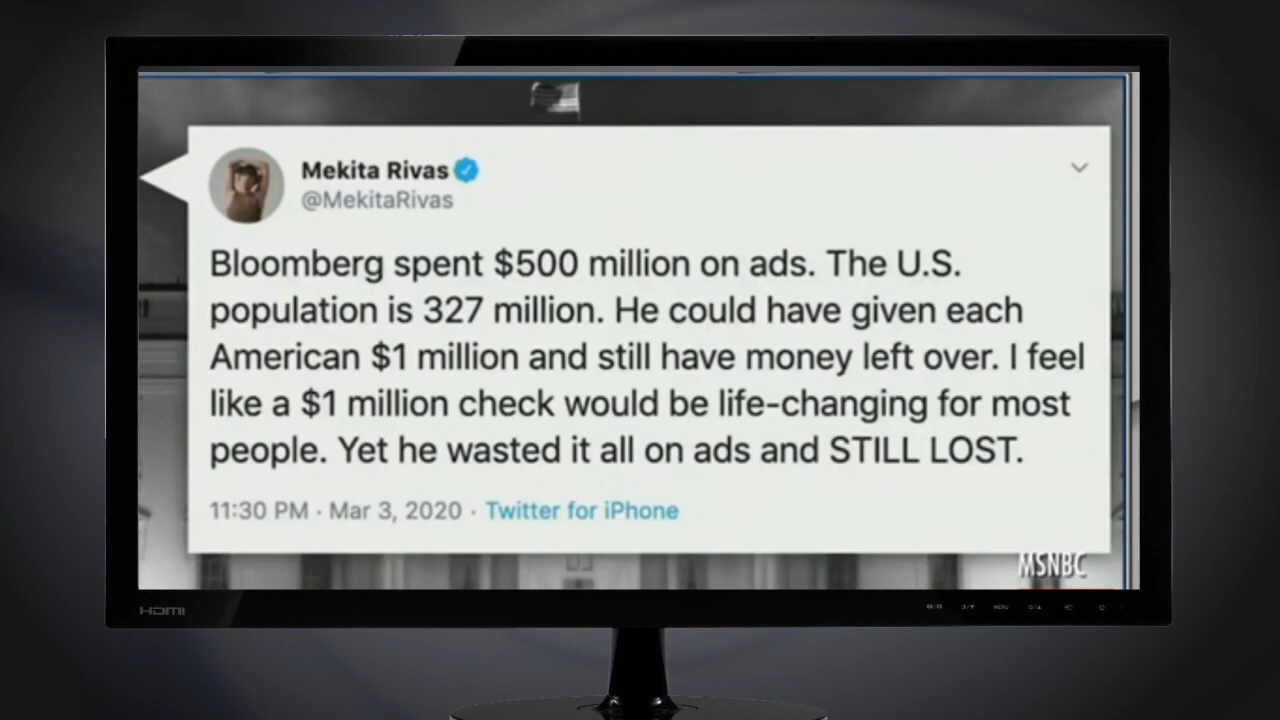 Mekita Rivas
@MekitaRivas
Bloomberg spent $500 million on ads. The U.S.
population is 327 million. He could have given each
American $1 million and still have money left over. I feel
like a $1 million check would be life-changing for most
people. Yet he wasted it all on ads and STILL LOST.
11:30 PM · Mar 3, 2020 · Twitter for iPhone
MSNBC
HDMI
MENU